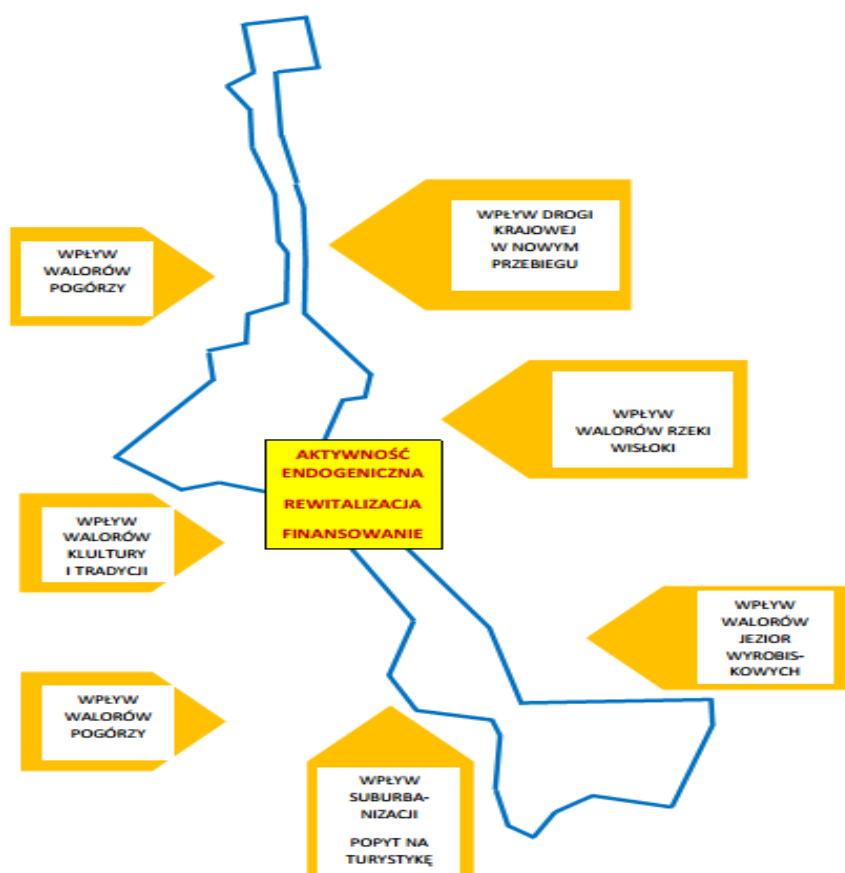 WPŁYW DROGI
KRAJOWEJ
W NOWYM
PRZEBIEGU
WPŁYW
WALORÓW
POGÓRZY
WPŁYW
WALORÓW RZEKI
WISŁOKI
AKTYWNOŚĆ
ENDOGENICZNA
REWITALIZACJA
FINANSOWANIE
WPŁYW
WALORÓW
KLULTURY
I TRADYCJI
WPŁYW
WALORÓW
JEZIOR
WYROBIS-
KOWYCH
WPŁYW
WALORÓW
POGÓRZY
WPŁYW
SUBURBA-
NIZACJI
POPYT NA
TURYSTYKĘ